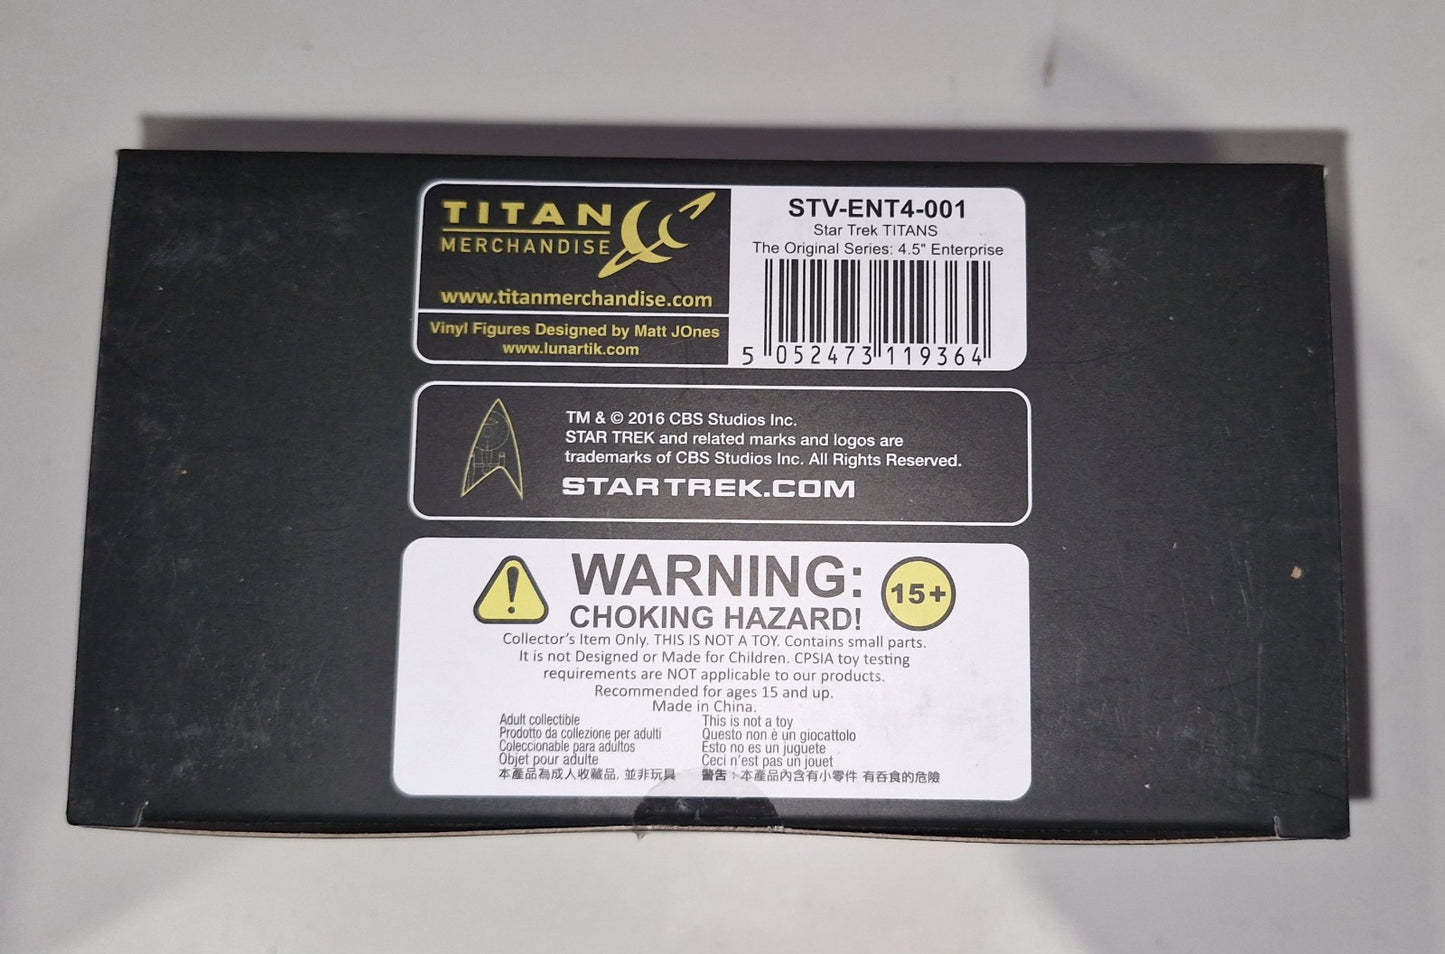 TITAN
MERCHANDISE
www.titanmerchandise.com
Vinyl Figures Designed by Matt JOnes
www.lunartik.com
STV-ENT4-001
Star Trek TITANS
The Original Series: 4.5" Enterprise
5 052473 119364
TM & © 2016 CBS Studios Inc.
STAR TREK and related marks and logos are
trademarks of CBS Studios Inc. All Rights Reserved.
STARTREK.COM
WARNING:
CHOKING HAZARD!
15+
Collector's Item Only. THIS IS NOT A TOY. Contains small parts.
It is not Designed or Made for Children. CPSIA toy testing
requirements are NOT applicable to our products.
Recommended for ages 15 and up.
Made in China.
Adult collectible
Prodotto da collezione per adulti
Coleccionable para adultos
Objet pour adulte
本產品為成人收藏品, 並非玩具
This is not a toy
Questo non è un giocattolo
Esto no es un juguete
Ceci n'est pas un jouet
警告：本產品內含有小零件 有吞食的危險